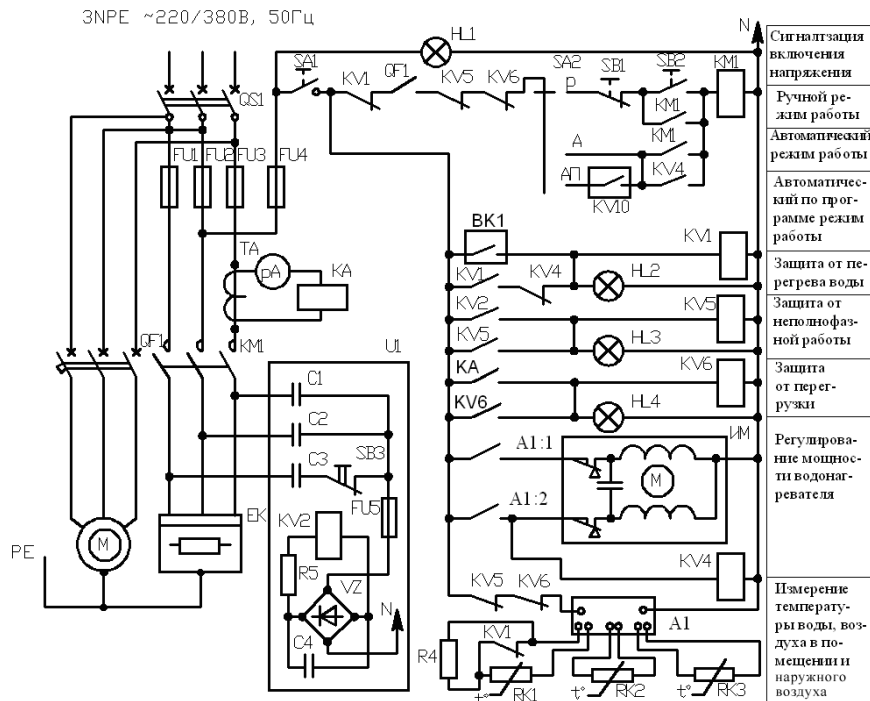 3NPE ~220/380В, 50Гц
HL1
N
SA1
KV1
QF1
KV5
KV6
SA2
SB1
SB2
KM1
р
QS1
KM1
FU1
FU2
FU3
FU4
А
KM1
АП
KV4
KV10
BK1
KV1
TA
pA
KA
KV1
KV4
HL2
KV2
KV5
QF1
KM1
U1
KV5
HL3
C1
KA
KV6
KV6
HL4
C2
C3
SB3
A1:1
ИМ
М
FU5
A1:2
EK
KV2
KV4
PE
М
R5
VZ
N
KV5
KV6
C4
A1
R4
KV1
t°
RK1
t°
RK2
t°
RK3
Сигналтзация
включения
напряжения
Ручной ре-
жим работы
Автоматический
режим работы
Автоматичес-
кий по прог-
рамме режим
работы
Защита от пе-
регрева воды
Защита от
неполнофаз-
ной работы
Защита
от перег-
рузки
Регулирова-
ние мощнос-
ти водонаг-
ревателя
Измерение
температу-
ры воды, воз-
духа в по-
мещении и
наружного
воздуха